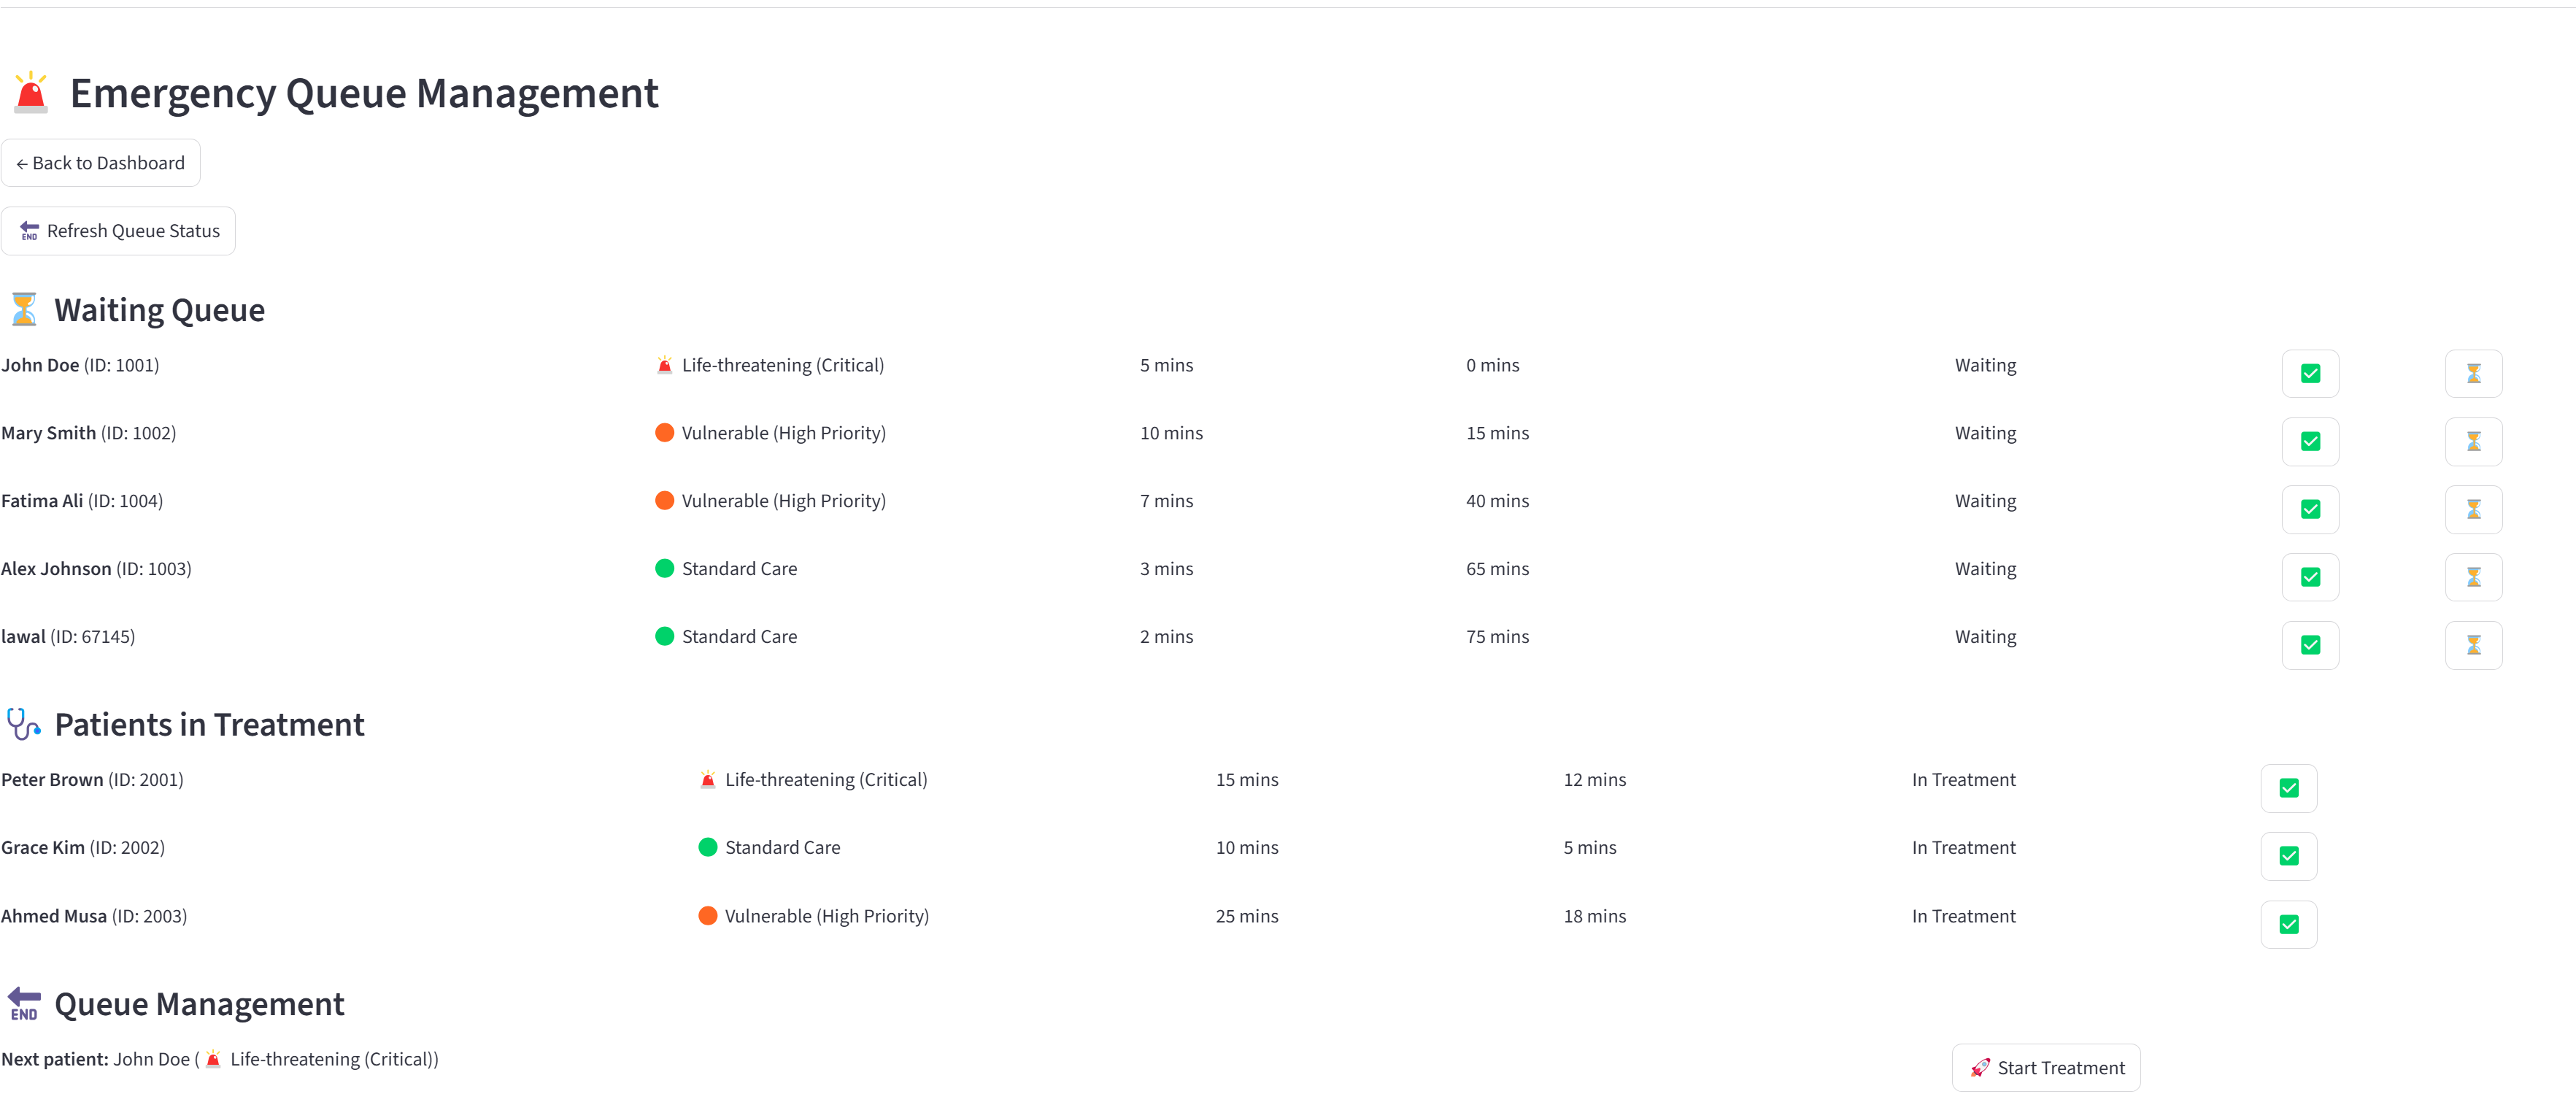 🚨 Emergency Queue Management
← Back to Dashboard
🔚 Refresh Queue Status
⏳ Waiting Queue
John Doe (ID: 1001) 🚨 Life-threatening (Critical) 5 mins 0 mins Waiting ✅ ⏳
Mary Smith (ID: 1002) 🟠 Vulnerable (High Priority) 10 mins 15 mins Waiting ✅ ⏳
Fatima Ali (ID: 1004) 🟠 Vulnerable (High Priority) 7 mins 40 mins Waiting ✅ ⏳
Alex Johnson (ID: 1003) 🟢 Standard Care 3 mins 65 mins Waiting ✅ ⏳
lawal (ID: 67145) 🟢 Standard Care 2 mins 75 mins Waiting ✅ ⏳
🩺 Patients in Treatment
Peter Brown (ID: 2001) 🚨 Life-threatening (Critical) 15 mins 12 mins In Treatment ✅
Grace Kim (ID: 2002) 🟢 Standard Care 10 mins 5 mins In Treatment ✅
Ahmed Musa (ID: 2003) 🟠 Vulnerable (High Priority) 25 mins 18 mins In Treatment ✅
🔚 Queue Management
Next patient: John Doe (🚨 Life-threatening (Critical)) 🚀 Start Treatment